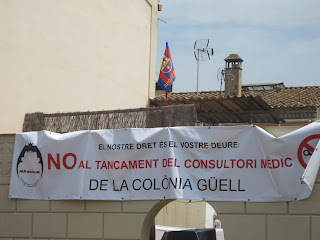 EL NOSTRE DRET ÉS EL VOSTRE DEURE:
NO AL TANCAMENT DEL CONSULTORI MÈDIC
DE LA COLÒNIA GÜELL